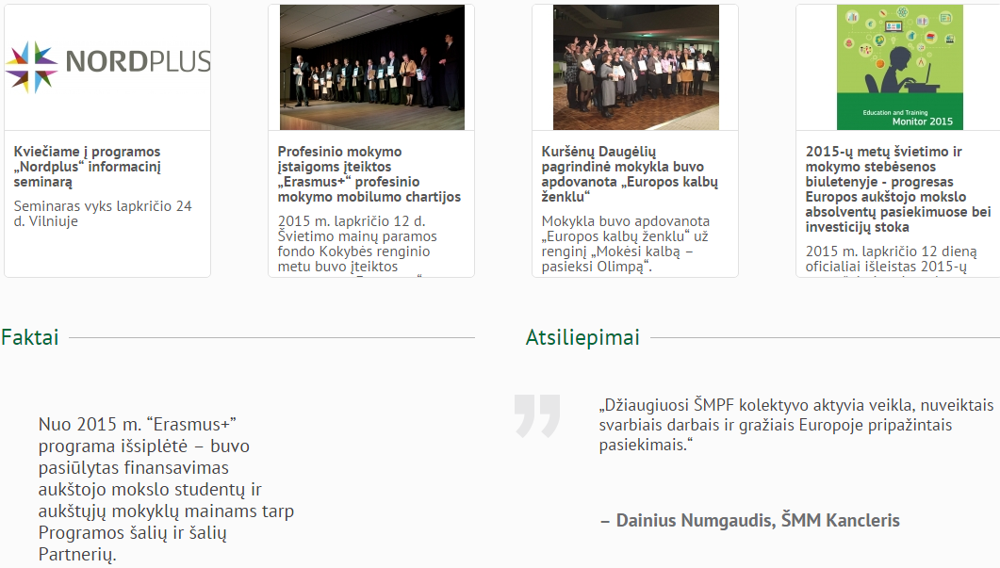 NORDPLUS
Kviečiame į programos
„Nordplus“ informacinį
seminarą
Seminaras vyks lapkričio 24
d. Vilniuje
Profesinio mokymo
įstaigoms įteiktos
„Erasmus+“ profesinio
mokymo mobilumo chartijos
2015 m. lapkričio 12 d.
Švietimo mainų paramos
fondo Kokybės renginio
metu buvo įteiktos
Kuršėnų Daugėlių
pagrindinė mokykla buvo
apdovanota „Europos kalbų
ženklu“
Mokykla buvo apdovanota
„Europos kalbų ženklu“ už
renginį „Mokėsi kalbą –
pasieksi Olimpą“.
Education and Training
Monitor 2015
2015-ų metų švietimo ir
mokymo stebėsenos
biuletenyje - progresas
Europos aukštojo mokslo
absolventų pasiekimuose bei
investicijų stoka
2015 m. lapkričio 12 dieną
oficialiai išleistas 2015-ų
Faktai
Nuo 2015 m. “Erasmus+”
programa išsiplėtė – buvo
pasiūlytas finansavimas
aukštojo mokslo studentų ir
aukštųjų mokyklų mainams tarp
Programos šalių ir šalių
Partnerių.
Atsiliepimai
„Džiaugiuosi ŠMPF kolektyvo aktyvia veikla, nuveiktais
svarbiais darbais ir gražiais Europoje pripažintais
pasiekimais.“
– Dainius Numgaudis, ŠMM Kancleris